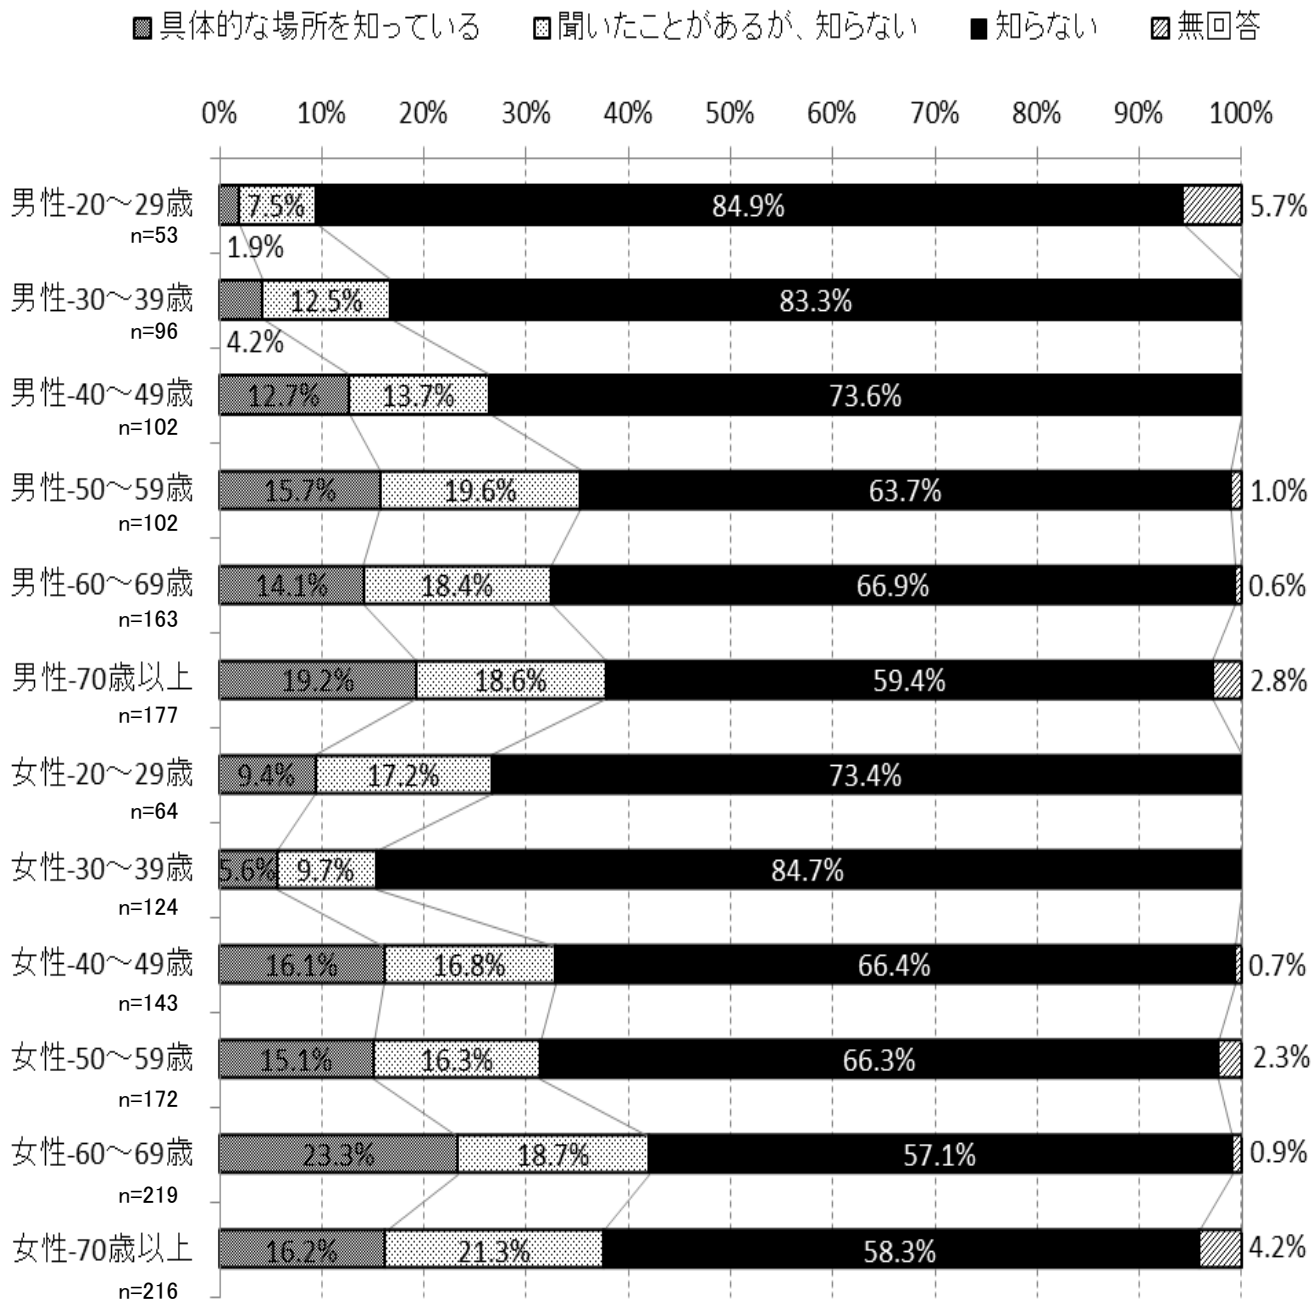 具体的な場所を知っている 聞いたことがあるが、知らない 知らない 無回答
0% 10% 20% 30% 40% 50% 60% 70% 80% 90% 100%
男性-20～29歳 7.5% 84.9% 5.7%
n=53 1.9%
男性-30～39歳 12.5% 83.3%
n=96 4.2%
男性-40～49歳 12.7% 13.7% 73.6%
n=102
男性-50～59歳 15.7% 19.6% 63.7% 1.0%
n=102
男性-60～69歳 14.1% 18.4% 66.9% 0.6%
n=163
男性-70歳以上 19.2% 18.6% 59.4% 2.8%
n=177
女性-20～29歳 9.4% 17.2% 73.4%
n=64
女性-30～39歳 5.6% 9.7% 84.7%
n=124
女性-40～49歳 16.1% 16.8% 66.4% 0.7%
n=143
女性-50～59歳 15.1% 16.3% 66.3% 2.3%
n=172
女性-60～69歳 23.3% 18.7% 57.1% 0.9%
n=219
女性-70歳以上 16.2% 21.3% 58.3% 4.2%
n=216